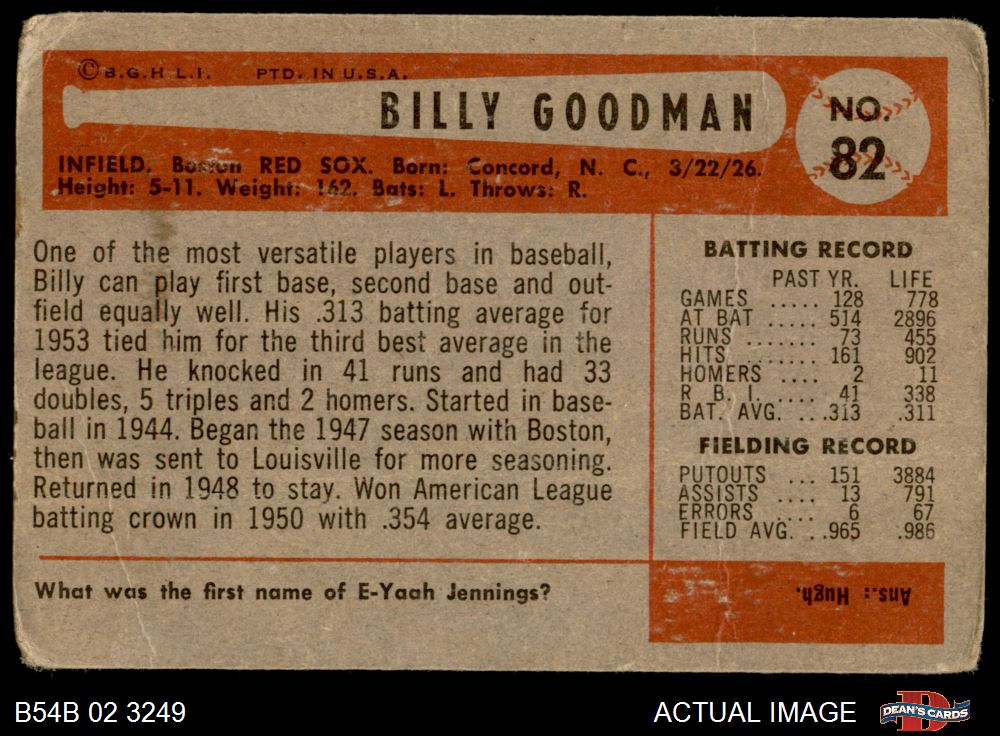 ©B.G.H L.I. PTD. IN U.S.A.
BILLY GOODMAN
NO.
82
INFIELD, Boston RED SOX. Born: Concord, N. C., 3/22/26.
Height: 5-11. Weight: 162. Bats: L. Throws: R.
One of the most versatile players in baseball,
Billy can play first base, second base and out-
field equally well. His .313 batting average for
1953 tied him for the third best average in the
league. He knocked in 41 runs and had 33
doubles, 5 triples and 2 homers. Started in base-
ball in 1944. Began the 1947 season with Boston,
then was sent to Louisville for more seasoning.
Returned in 1948 to stay. Won American League
batting crown in 1950 with .354 average.
BATTING RECORD
PAST YR. LIFE
GAMES ..... 128 778
AT BAT ..... 514 2896
RUNS ....... 73 455
HITS ....... 161 902
HOMERS .... 2 11
R. B. I. .... 41 338
BAT. AVG. ...313 .311
FIELDING RECORD
PUTOUTS ... 151 3884
ASSISTS .... 13 791
ERRORS .... 6 67
FIELD AVG. ..965 .986
What was the first name of E-Yaah Jennings?
Ans.: Hugh.
B54B 02 3249
ACTUAL IMAGE
DEAN'S CARDS